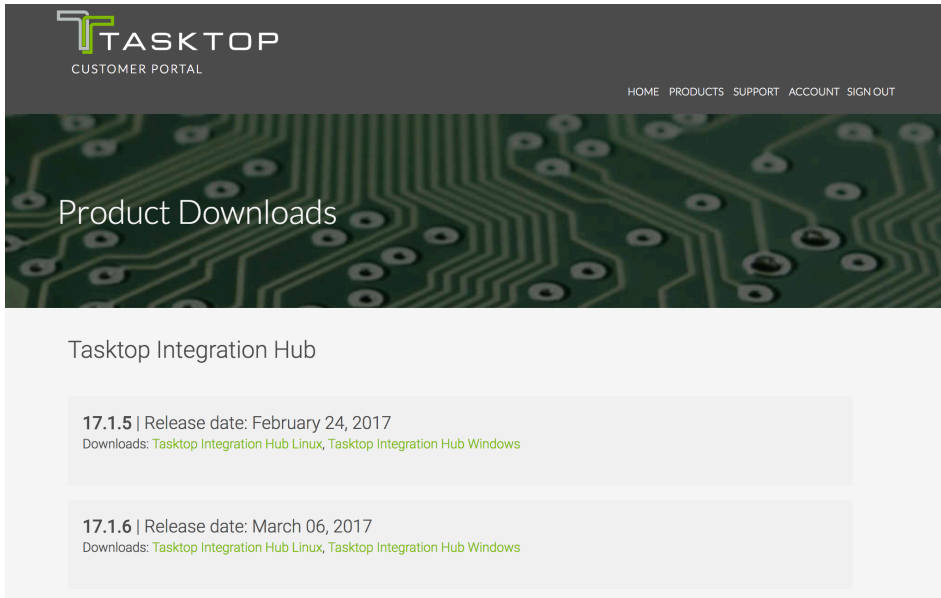 TASKTOP
CUSTOMER PORTAL
HOME PRODUCTS SUPPORT ACCOUNT SIGN OUT
Product Downloads
Tasktop Integration Hub
17.1.5 | Release date: February 24, 2017
Downloads: Tasktop Integration Hub Linux, Tasktop Integration Hub Windows
17.1.6 | Release date: March 06, 2017
Downloads: Tasktop Integration Hub Linux, Tasktop Integration Hub Windows